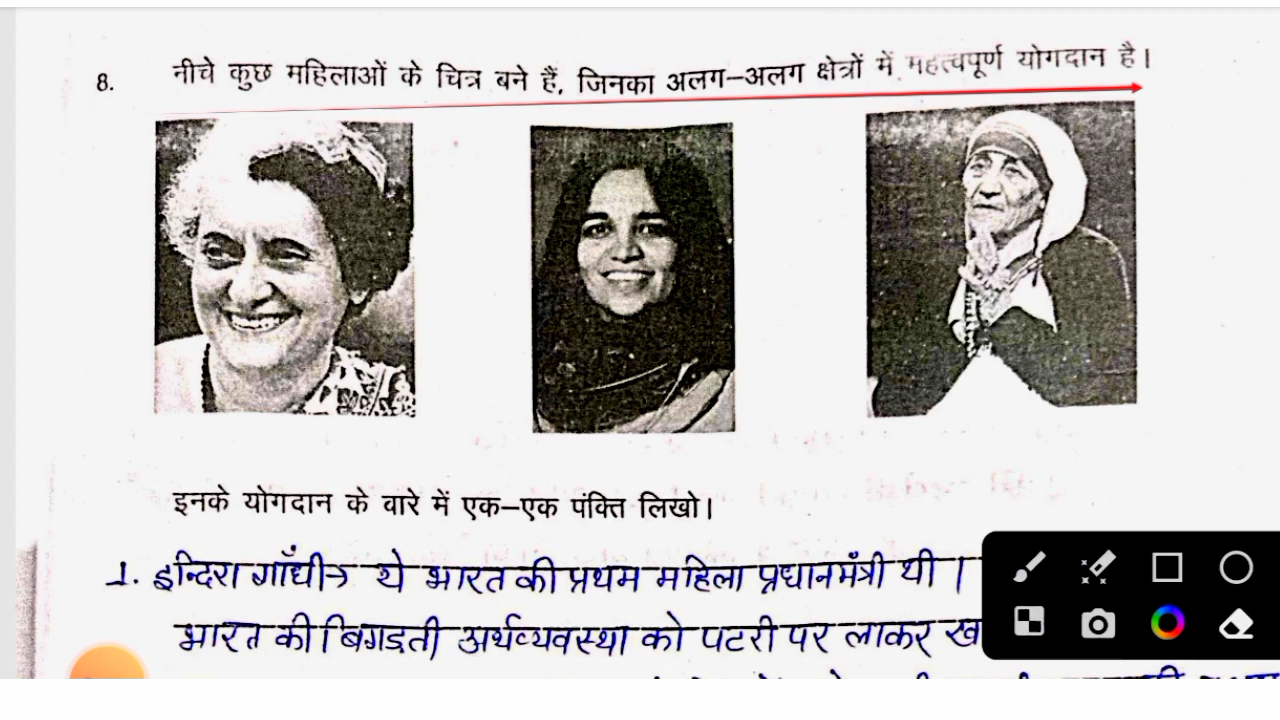 8. नीचे कुछ महिलाओं के चित्र बने हैं, जिनका अलग–अलग क्षेत्रों में महत्वपूर्ण योगदान है।
इनके योगदान के वारे में एक–एक पंक्ति लिखो।
1. इन्दिरा गाँधी→ ये भारत की प्रथम महिला प्रधानमंत्री थी।
भारत की बिगडती अर्थव्यवस्था को पटरी पर लाकर